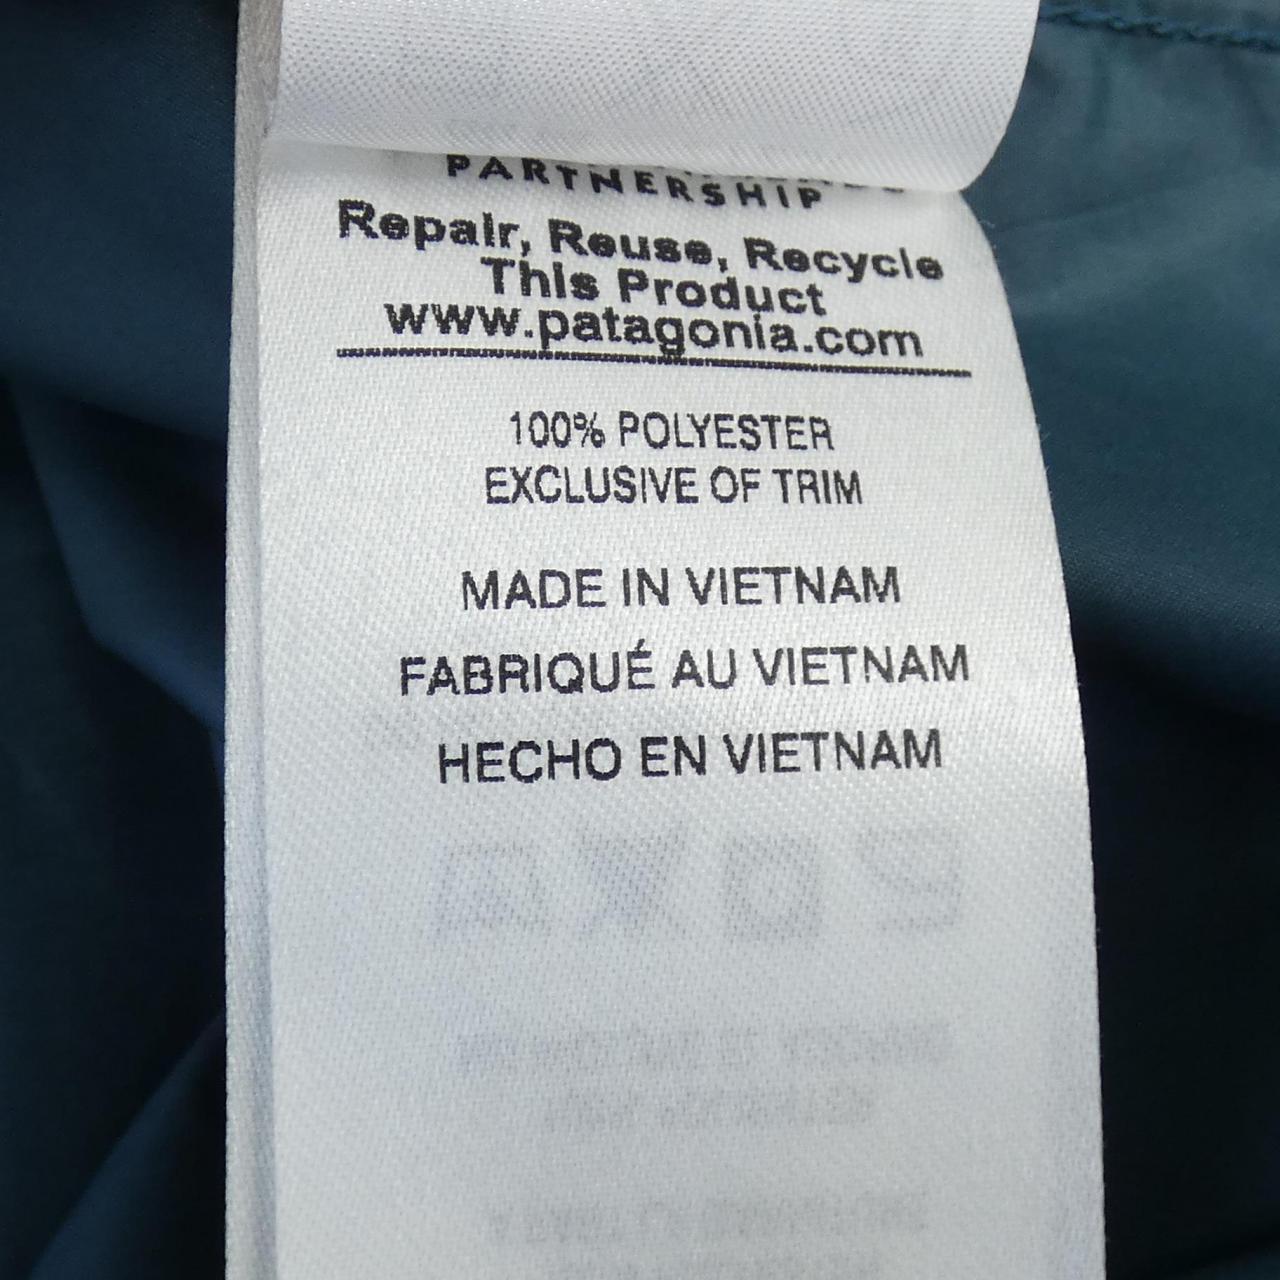 PARTNERSHIP
Repair, Reuse, Recycle
This Product
www.patagonia.com
100% POLYESTER
EXCLUSIVE OF TRIM
MADE IN VIETNAM
FABRIQUÉ AU VIETNAM
HECHO EN VIETNAM